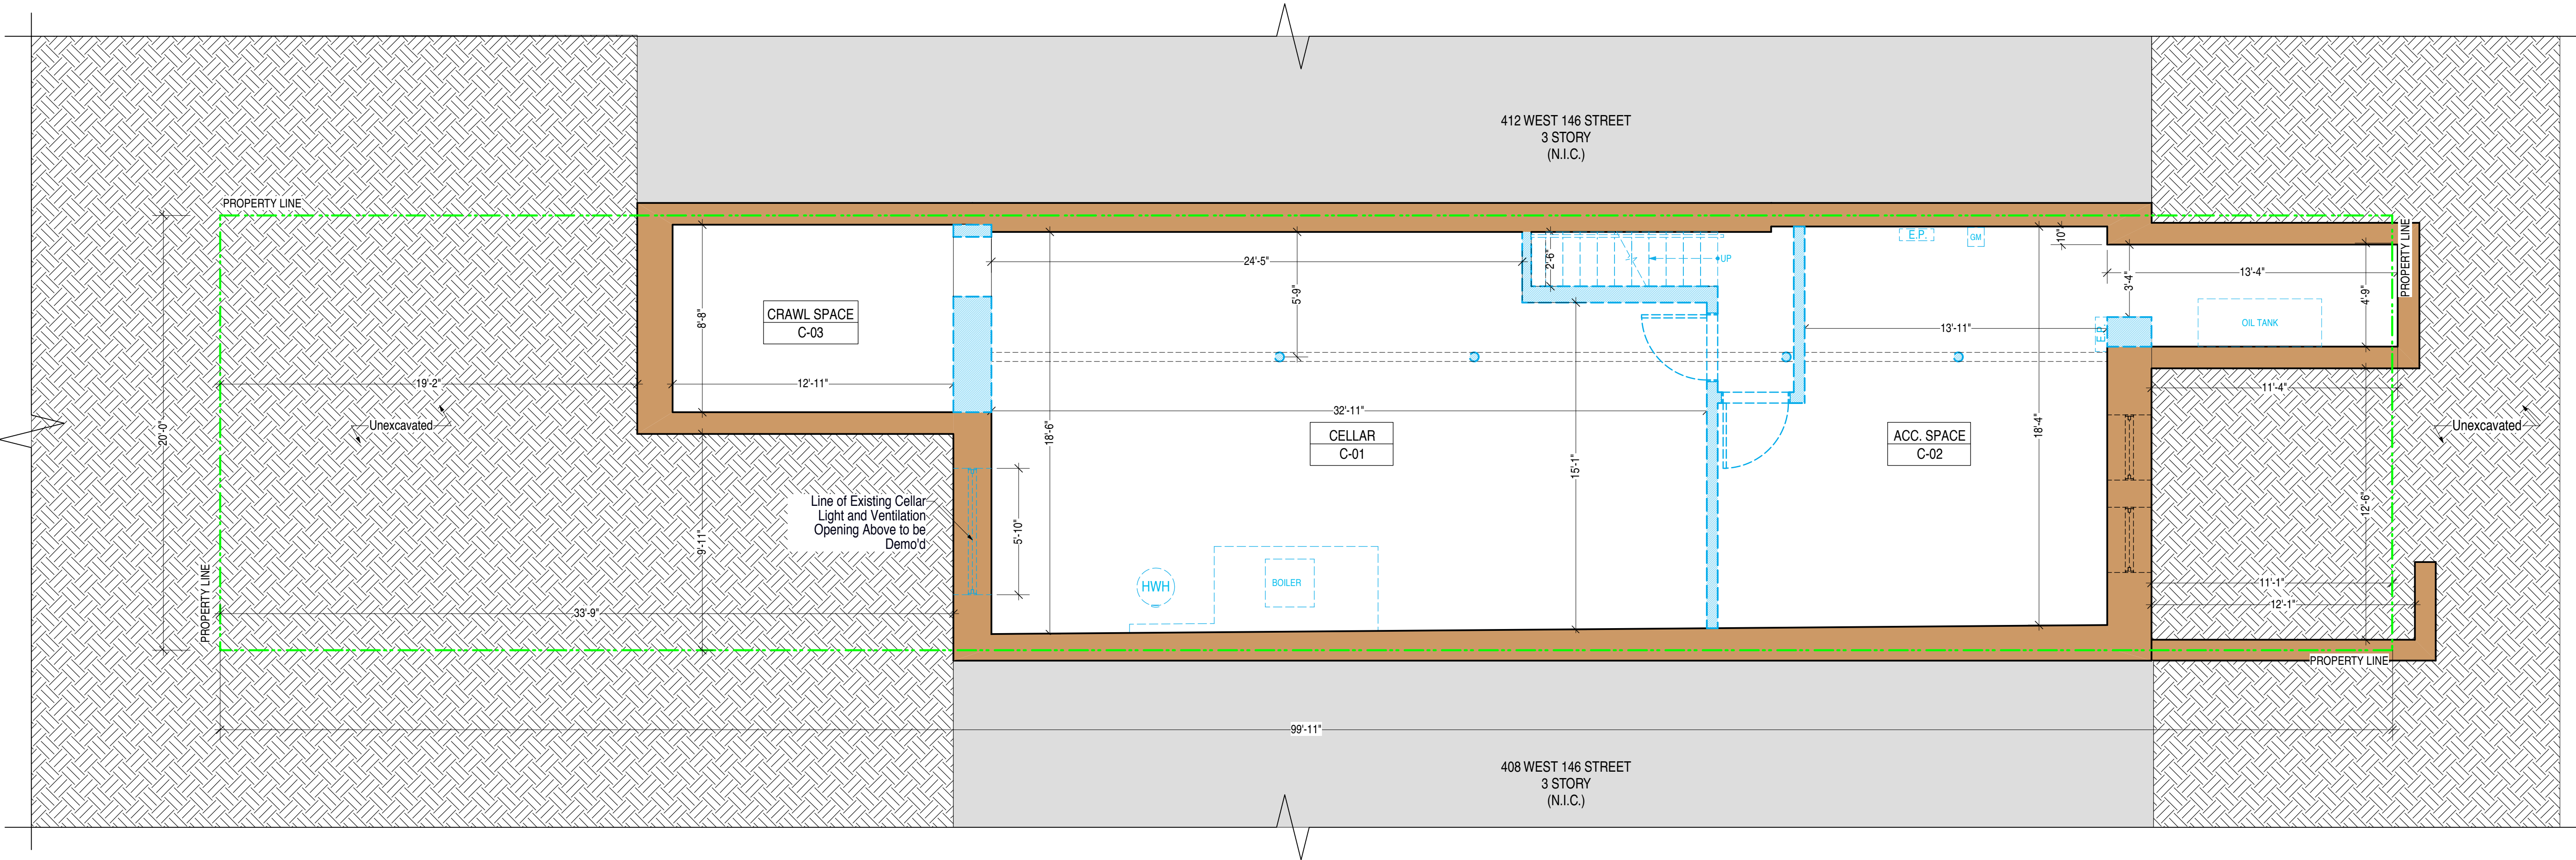 412 WEST 146 STREET
3 STORY
(N.I.C.)
PROPERTY LINE
PROPERTY LINE
E.P.
GM
10"
2'-6"
UP
24'-5"
5'-9"
3'-4"
13'-4"
4'-9"
CRAWL SPACE
C-03
8'-8"
13'-11"
E.P.
OIL TANK
19'-2"
12'-11"
11'-4"
20'-0"
Unexcavated
32'-11"
18'-6"
CELLAR
C-01
15'-1"
ACC. SPACE
C-02
18'-4"
Unexcavated
Line of Existing Cellar
Light and Ventilation
Opening Above to be
Demo'd
5'-10"
9'-11"
12'-6"
HWH
BOILER
11'-1"
12'-1"
PROPERTY LINE
33'-9"
PROPERTY LINE
99'-11"
408 WEST 146 STREET
3 STORY
(N.I.C.)